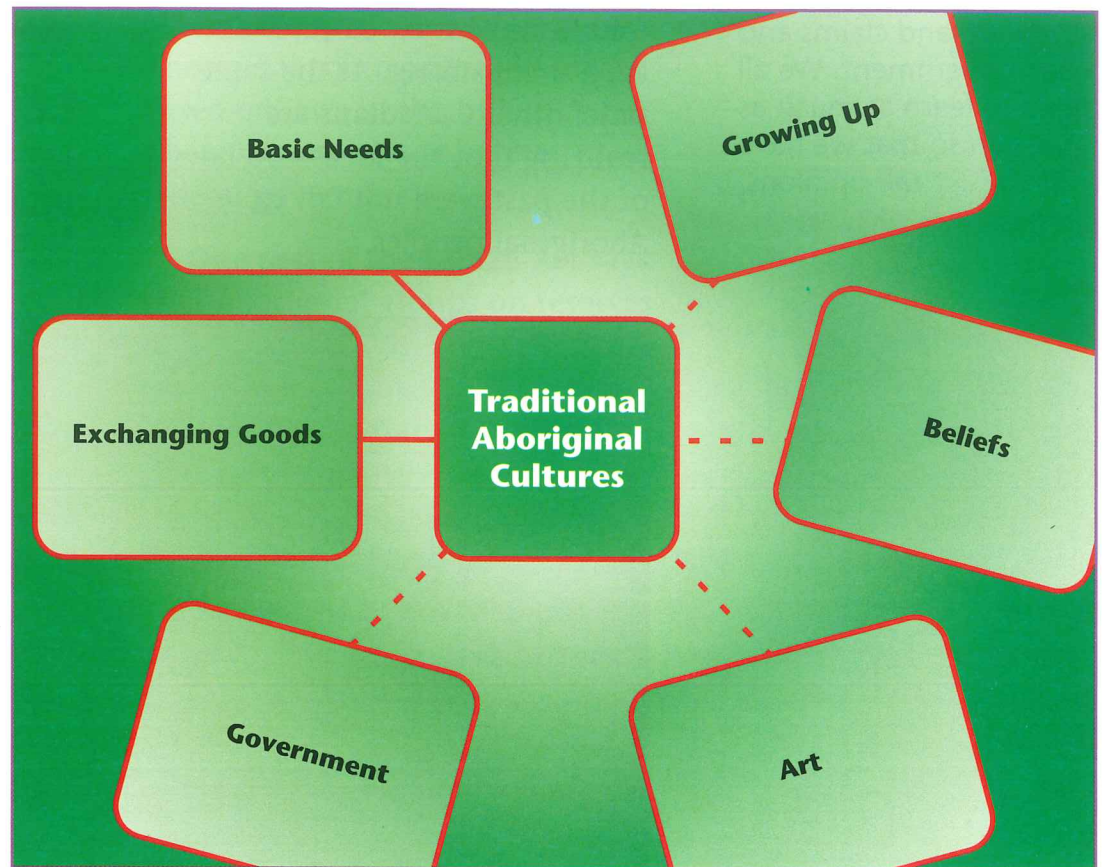 Basic Needs
Growing Up
Exchanging Goods
Traditional
Aboriginal
Cultures
Beliefs
Government
Art